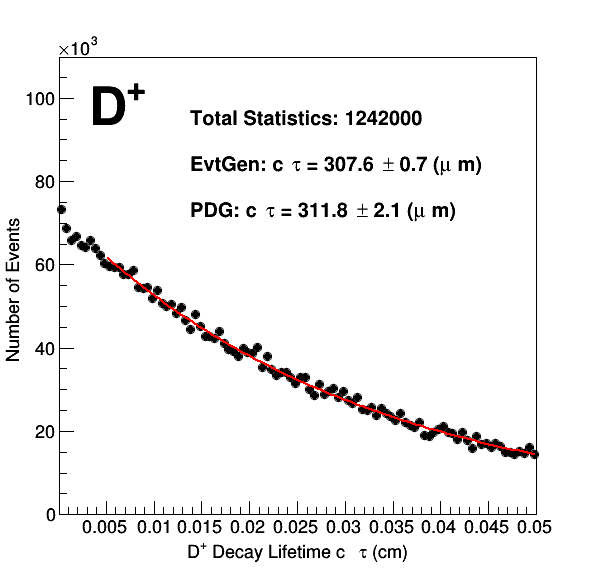 ×10³
D⁺
Total Statistics: 1242000
EvtGen: c τ = 307.6 ± 0.7 (μ m)
PDG: c τ = 311.8 ± 2.1 (μ m)
Number of Events
100
80
60
40
20
0
0.005 0.01 0.015 0.02 0.025 0.03 0.035 0.04 0.045 0.05
D⁺ Decay Lifetime c τ (cm)